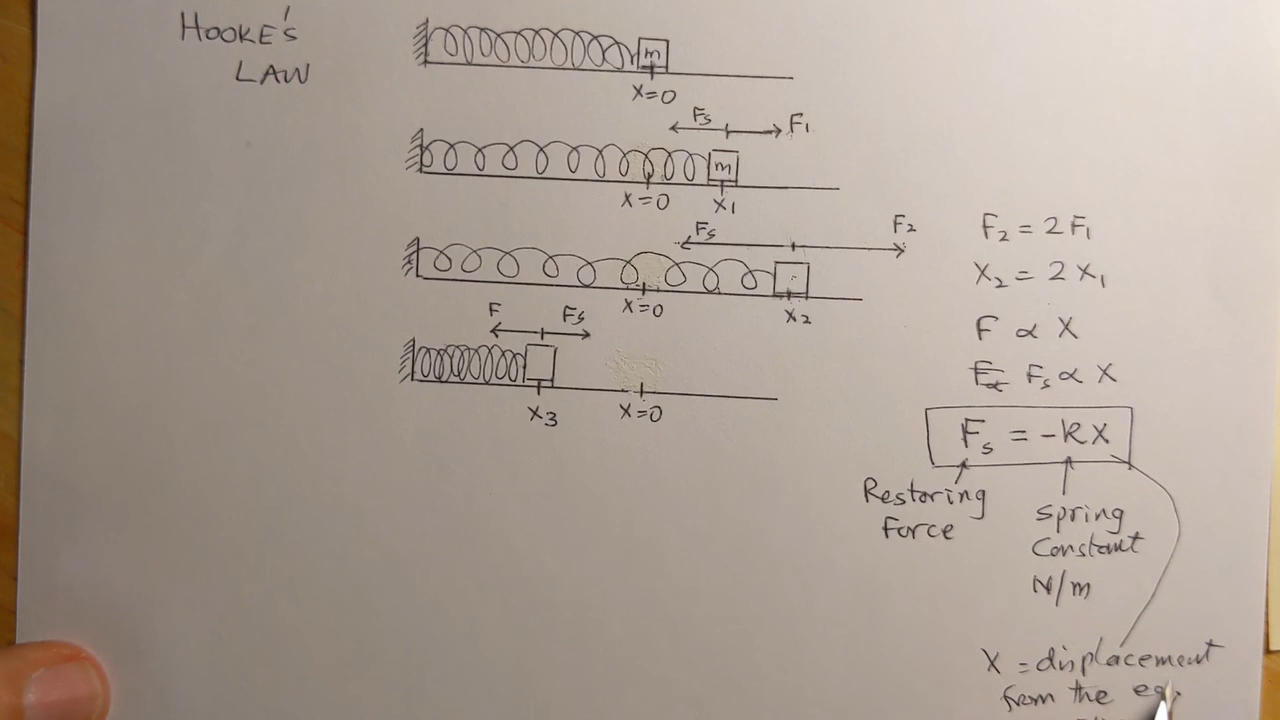 HOOKE'S
LAW
m
x=0
Fs F1
m
x=0 x1
Fs F2
x=0 x2
F Fs
x3 x=0
F2 = 2F1
x2 = 2x1
F ∝ x
Fs ∝ x
Fs = -kx
Restoring
Force
spring
Constant
N/m
x = displacement
from the